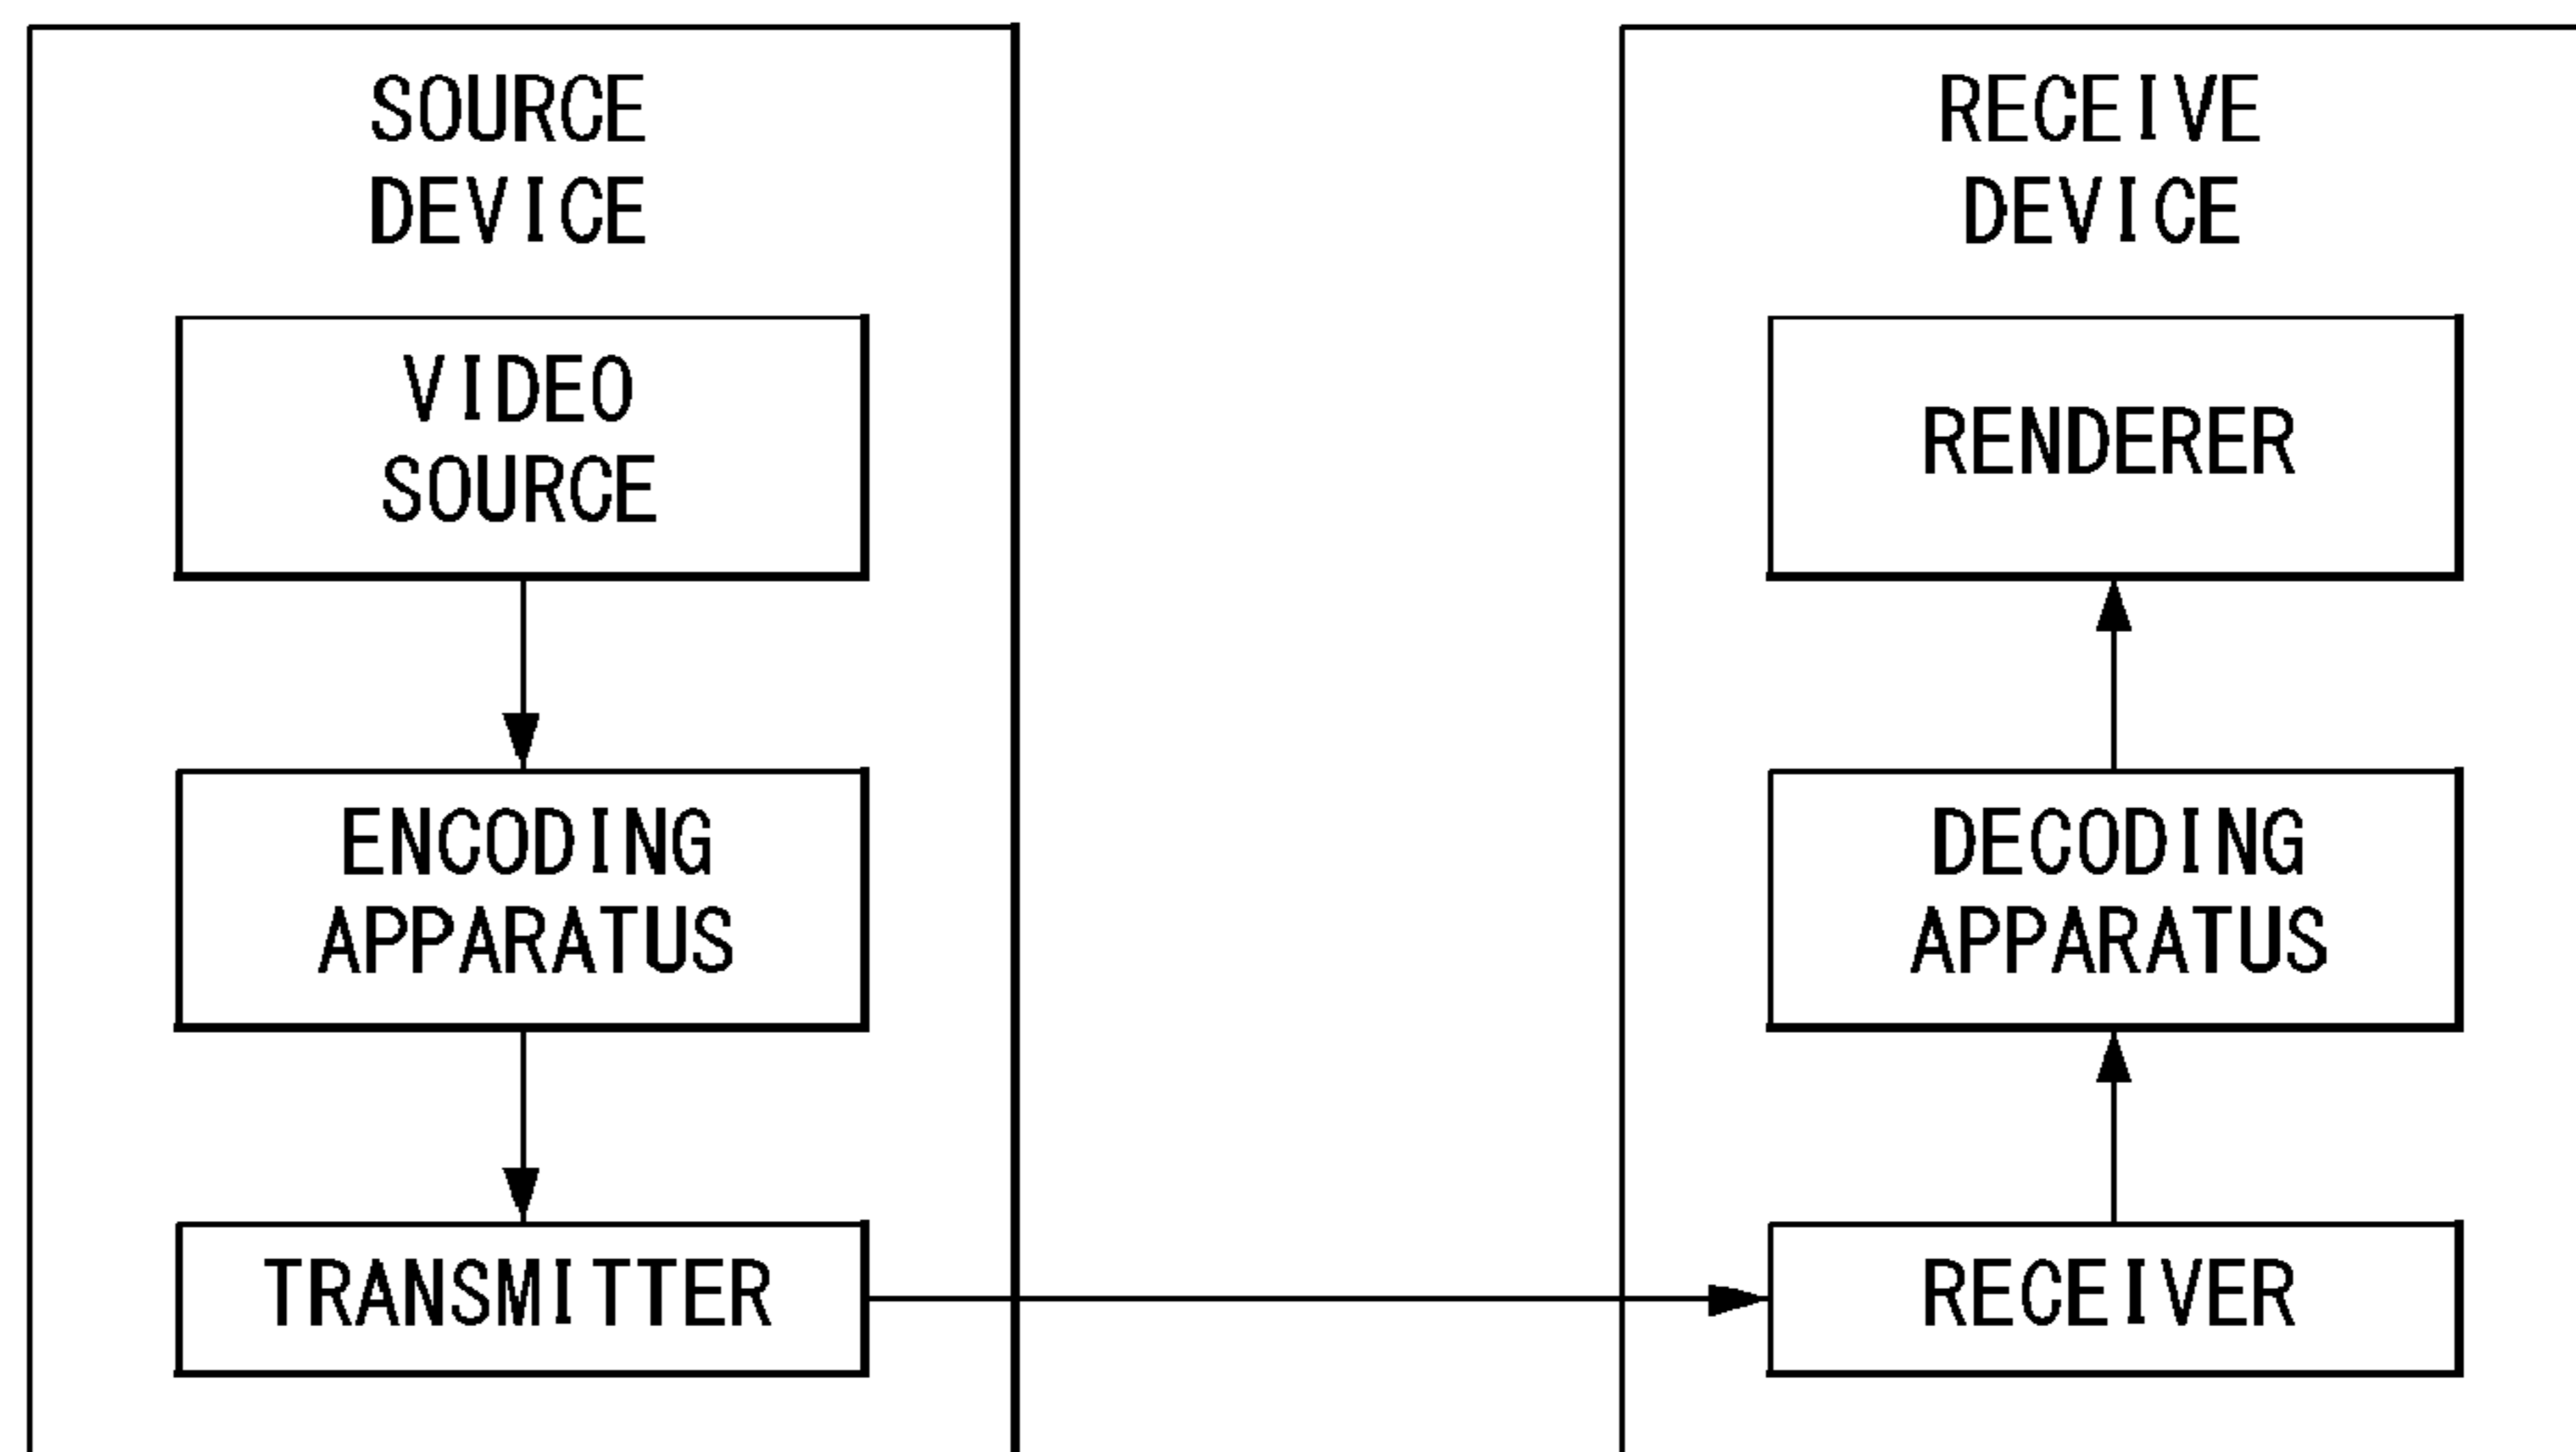 SOURCE
DEVICE
VIDEO
SOURCE
ENCODING
APPARATUS
TRANSMITTER
RECEIVE
DEVICE
RENDERER
DECODING
APPARATUS
RECEIVER